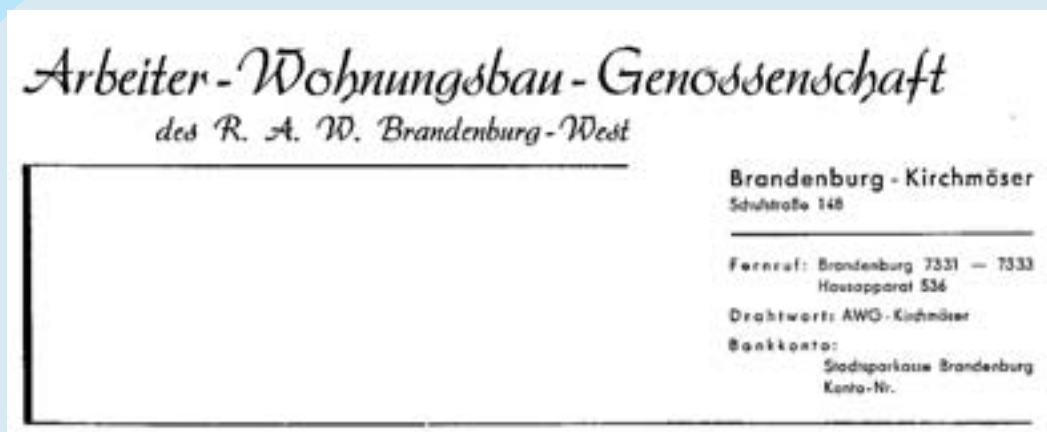 Arbeiter-Wohnungsbau-Genossenschaft
des R. A. W. Brandenburg-West
Brandenburg - Kirchmöser
Schulstraße 148
Fernruf: Brandenburg 7331 — 7333
Hausapparat 536
Drahtwort: AWG-Kirchmöser
Bankkonto:
Stadtsparkasse Brandenburg
Konto-Nr.